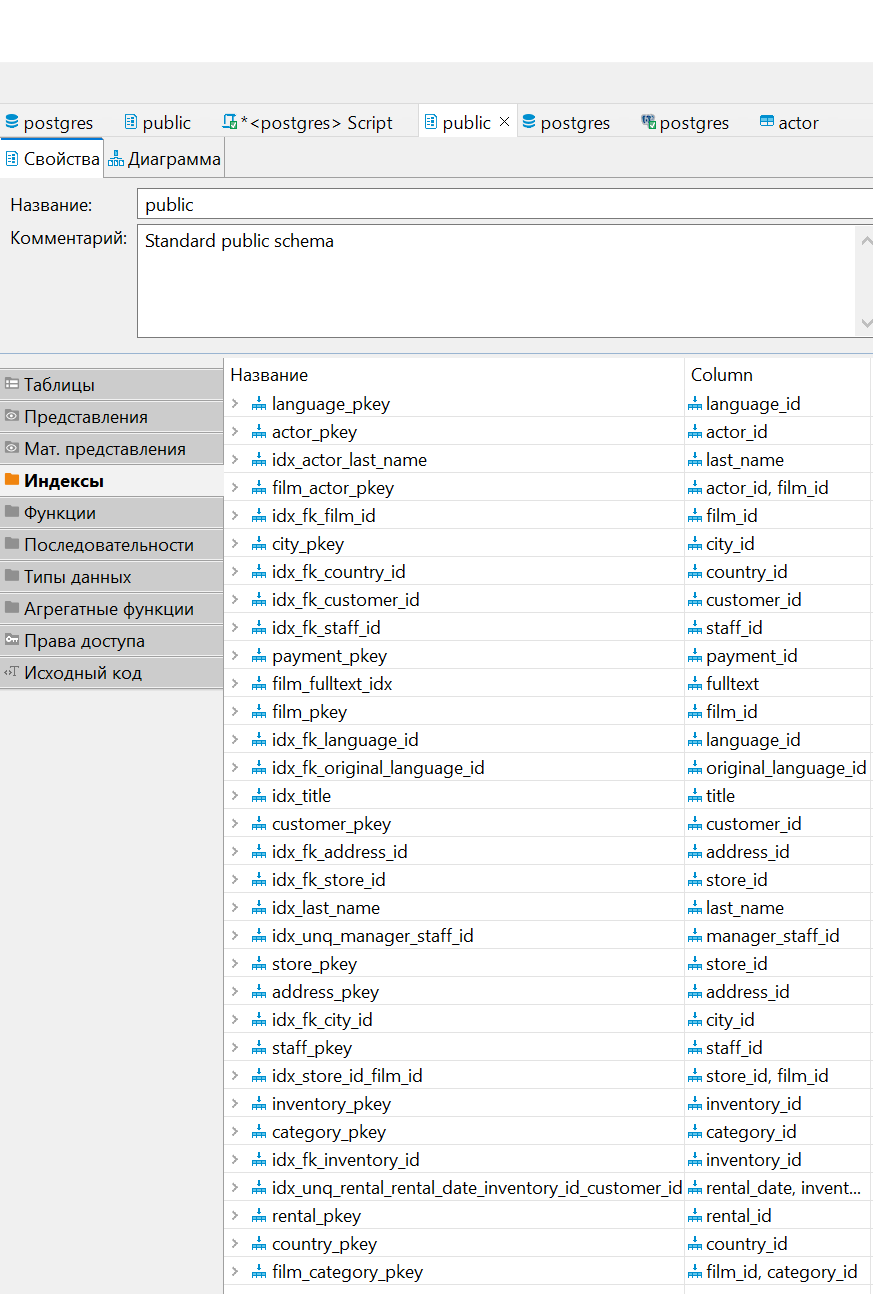 postgres public *<postgres> Script public postgres postgres actor
Свойства Диаграмма
Название: public
Комментарий: Standard public schema
Таблицы
Представления
Мат. представления
Индексы
Функции
Последовательности
Типы данных
Агрегатные функции
Права доступа
Исходный код
Название Column
language_pkey language_id
actor_pkey actor_id
idx_actor_last_name last_name
film_actor_pkey actor_id, film_id
idx_fk_film_id film_id
city_pkey city_id
idx_fk_country_id country_id
idx_fk_customer_id customer_id
idx_fk_staff_id staff_id
payment_pkey payment_id
film_fulltext_idx fulltext
film_pkey film_id
idx_fk_language_id language_id
idx_fk_original_language_id original_language_id
idx_title title
customer_pkey customer_id
idx_fk_address_id address_id
idx_fk_store_id store_id
idx_last_name last_name
idx_unq_manager_staff_id manager_staff_id
store_pkey store_id
address_pkey address_id
idx_fk_city_id city_id
staff_pkey staff_id
idx_store_id_film_id store_id, film_id
inventory_pkey inventory_id
category_pkey category_id
idx_fk_inventory_id inventory_id
idx_unq_rental_rental_date_inventory_id_customer_id rental_date, invent...
rental_pkey rental_id
country_pkey country_id
film_category_pkey film_id, category_id